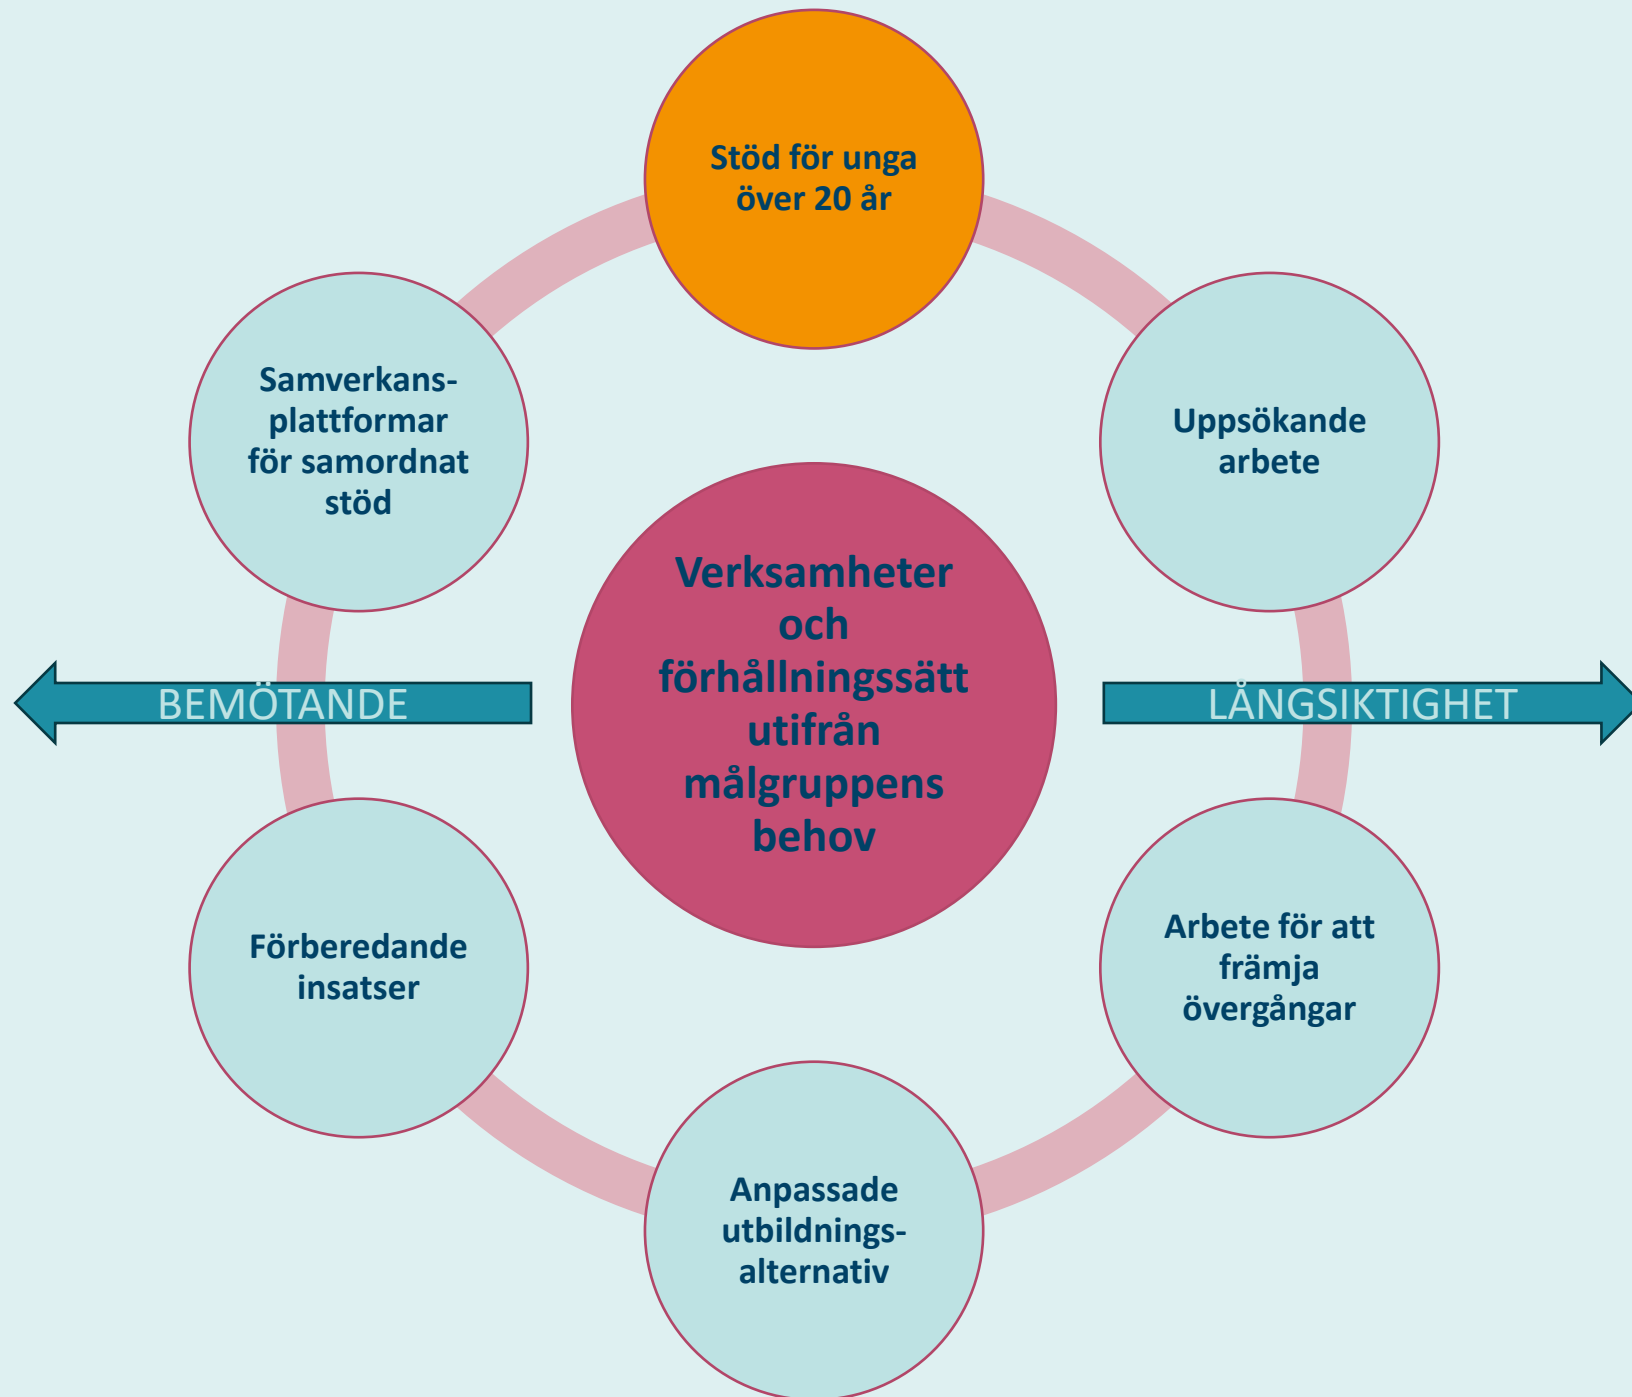 Stöd för unga
över 20 år
Samverkans-
plattformar
för samordnat
stöd
Uppsökande
arbete
Verksamheter
och
förhållningssätt
utifrån
målgruppens
behov
BEMÖTANDE
LÅNGSIKTIGHET
Förberedande
insatser
Arbete för att
främja
övergångar
Anpassade
utbildnings-
alternativ